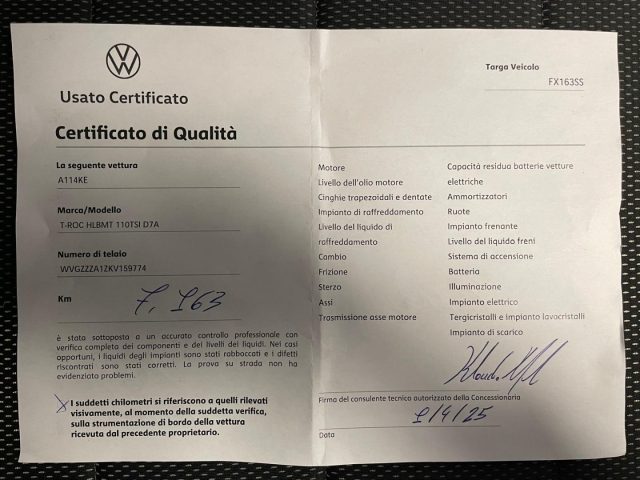 Usato Certificato
Targa Veicolo
FX163SS
Certificato di Qualità
La seguente vettura
A114KE
Marca/Modello
T-ROC HLBMT 110TSI D7A
Numero di telaio
WVGZZZA1ZKV159774
Km
7.163
è stata sottoposta a un accurato controllo professionale con
verifica completa dei componenti e dei livelli dei liquidi. Nei casi
opportuni, i liquidi degli impianti sono stati rabboccati e i difetti
riscontrati sono stati corretti. La prova su strada non ha
evidenziato problemi.
X I suddetti chilometri si riferiscono a quelli rilevati
visivamente, al momento della suddetta verifica,
sulla strumentazione di bordo della vettura
ricevuta dal precedente proprietario.
Motore
Livello dell'olio motore
Cinghie trapezoidali e dentate
Impianto di raffreddamento
Livello del liquido di
raffreddamento
Cambio
Frizione
Sterzo
Assi
Trasmissione asse motore
Capacità residua batterie vetture
elettriche
Ammortizzatori
Ruote
Impianto frenante
Livello del liquidi freni
Sistema di accensione
Batteria
Illuminazione
Impianto elettrico
Tergicristalli e impianto lavacristalli
Impianto di scarico
Firma del consulente tecnico autorizzato della Concessionaria
1/4/25
Data